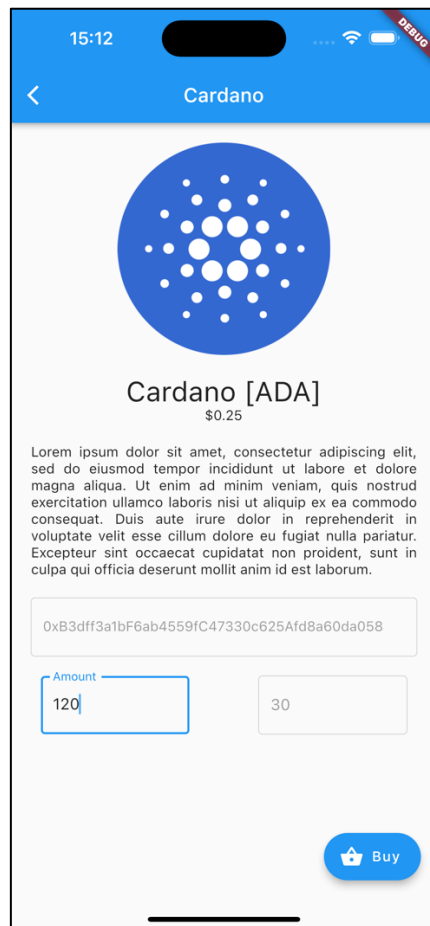 15:12
DEBUG
Cardano
Cardano [ADA]
$0.25
Lorem ipsum dolor sit amet, consectetur adipiscing elit,
sed do eiusmod tempor incididunt ut labore et dolore
magna aliqua. Ut enim ad minim veniam, quis nostrud
exercitation ullamco laboris nisi ut aliquip ex ea commodo
consequat. Duis aute irure dolor in reprehenderit in
voluptate velit esse cillum dolore eu fugiat nulla pariatur.
Excepteur sint occaecat cupidatat non proident, sunt in
culpa qui officia deserunt mollit anim id est laborum.
0xB3dff3a1bF6ab4559fC47330c625Afd8a60da058
Amount
120
30
Buy